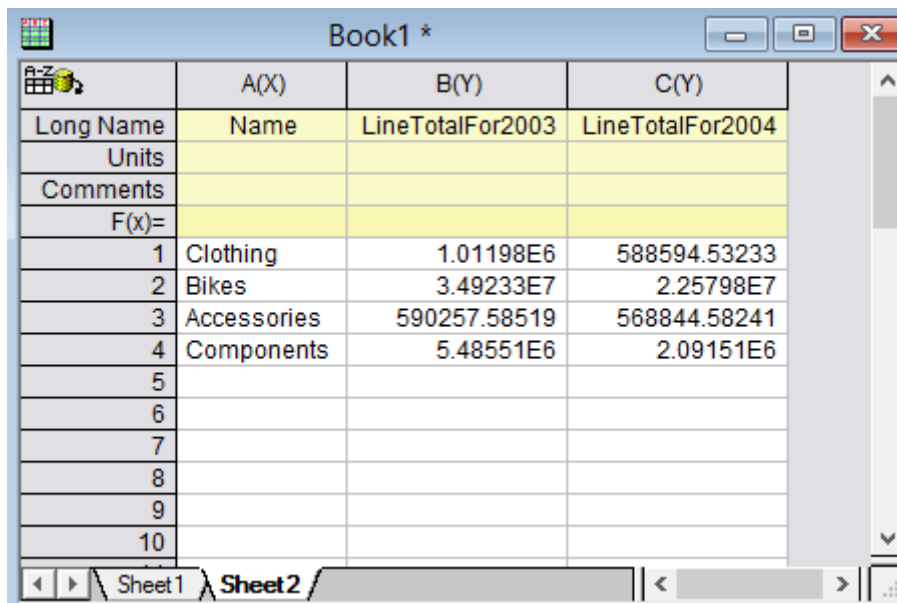 Book1 *
A(X) B(Y) C(Y)
Long Name Name LineTotalFor2003 LineTotalFor2004
Units
Comments
F(x)=
1 Clothing 1.01198E6 588594.53233
2 Bikes 3.49233E7 2.25798E7
3 Accessories 590257.58519 568844.58241
4 Components 5.48551E6 2.09151E6
5
6
7
8
9
10
Sheet1 Sheet2